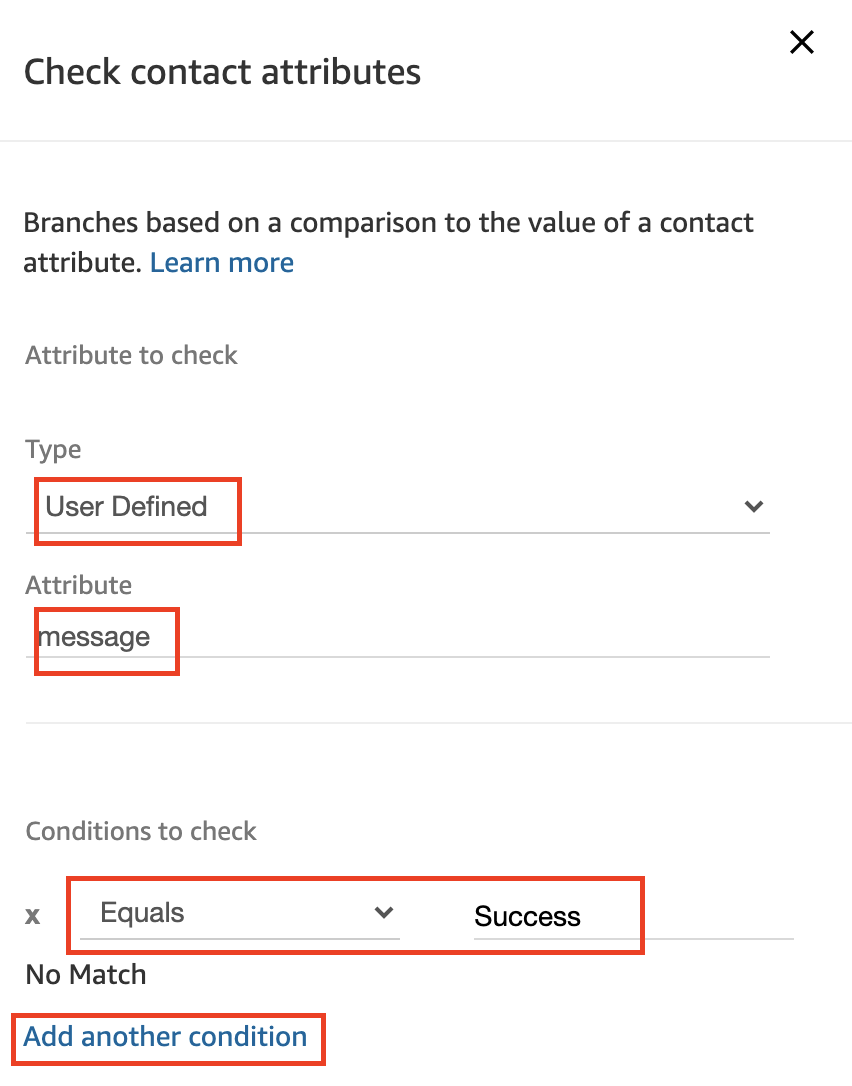 Check contact attributes
Branches based on a comparison to the value of a contact
attribute. Learn more
Attribute to check
Type
User Defined
Attribute
message
Conditions to check
x Equals Success
No Match
Add another condition